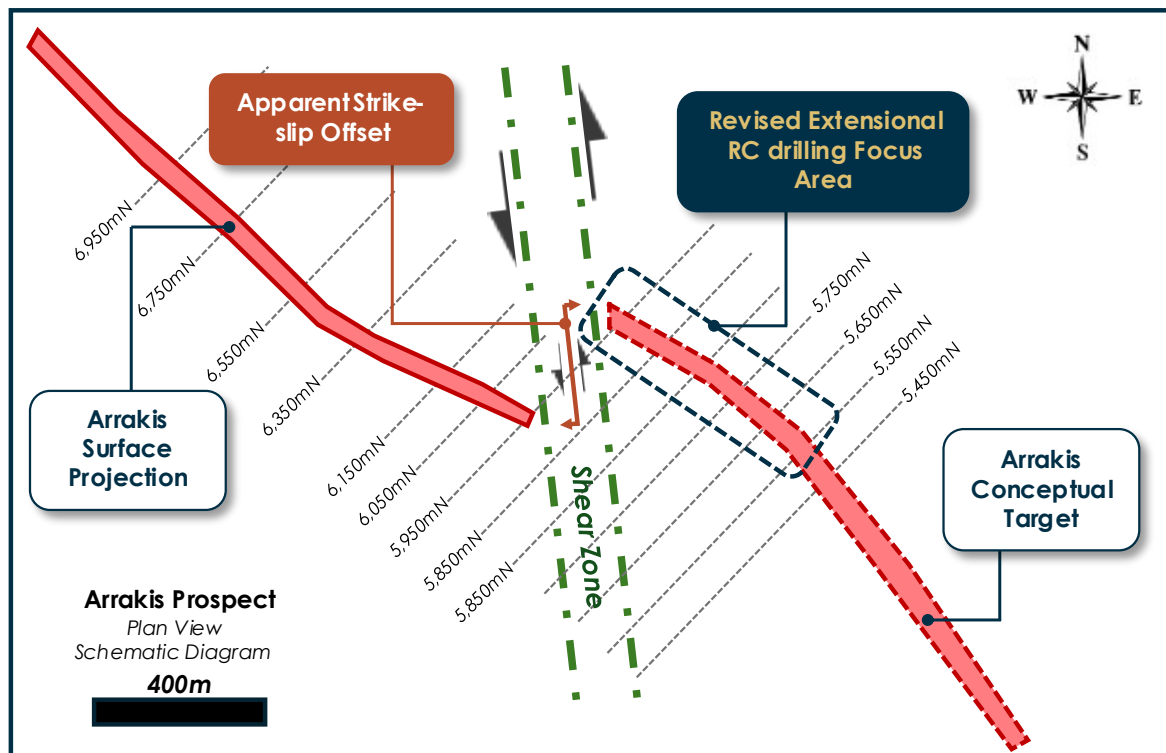 N
W
E
S
Apparent Strike-
slip Offset
Revised Extensional
RC drilling Focus
Area
6,950mN
6,750mN
6,550mN
6,350mN
6,150mN
6,050mN
5,950mN
5,850mN
5,850mN
5,750mN
5,650mN
5,550mN
5,450mN
Shear Zone
Arrakis
Surface
Projection
Arrakis
Conceptual
Target
Arrakis Prospect
Plan View
Schematic Diagram
400m